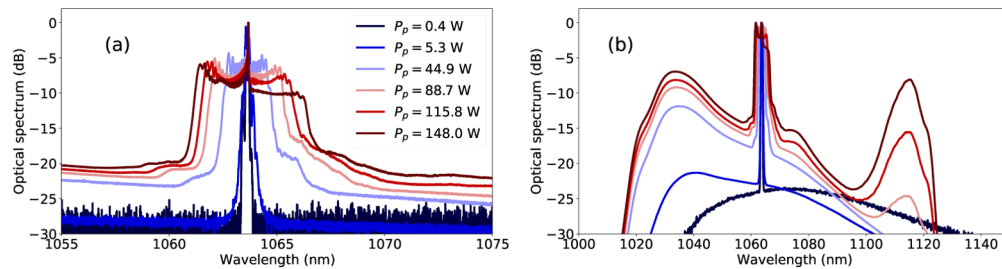 0
−5
−10
−15
−20
−25
−30
Optical spectrum (dB)
(a)
P_p = 0.4 W
P_p = 5.3 W
P_p = 44.9 W
P_p = 88.7 W
P_p = 115.8 W
P_p = 148.0 W
1055 1060 1065 1070 1075
Wavelength (nm)
0
−5
−10
−15
−20
−25
−30
Optical spectrum (dB)
(b)
1000 1020 1040 1060 1080 1100 1120 1140
Wavelength (nm)